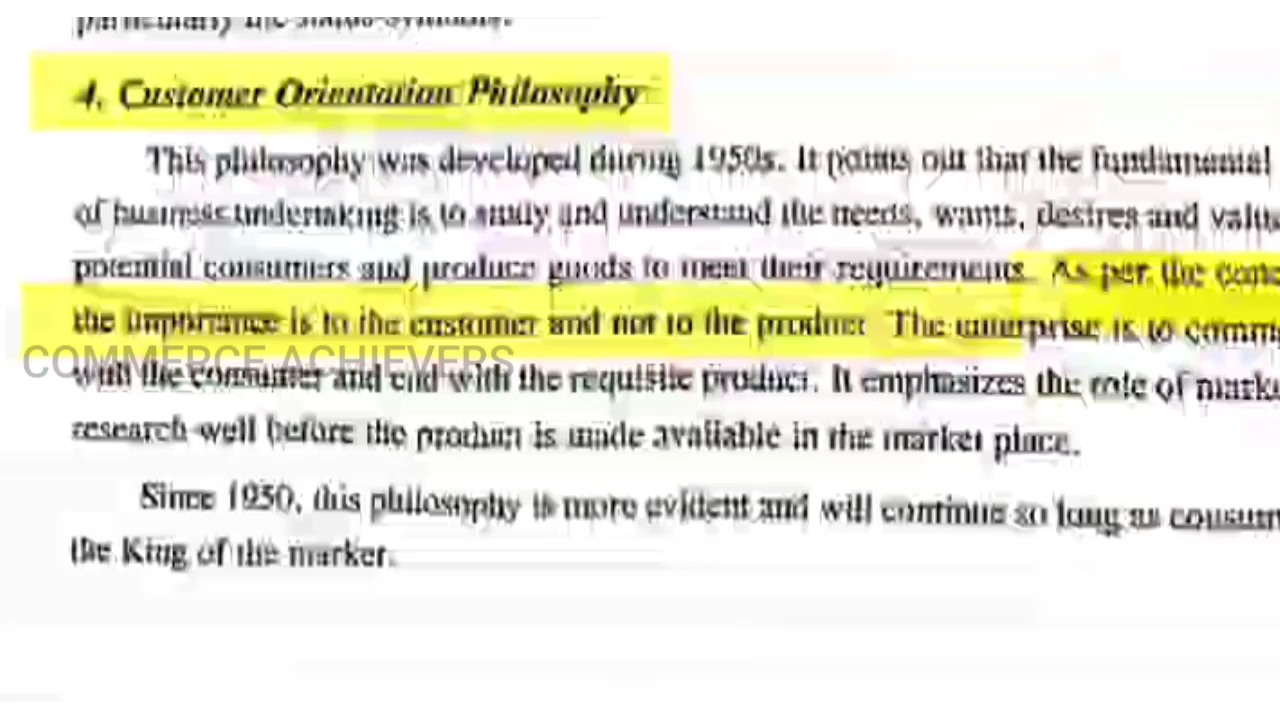 particularly the status-symbols.
4. Customer Orientation Philosophy
This philosophy was developed during 1950s. It points out that the fundamental
of business undertaking is to study and understand the needs, wants, desires and
potential consumers and produce goods to meet their requirements. As per the
the importance is to the customer and not to the product. The enterprise is to
COMMERCE ACHIEVERS
with the consumer and end with the requisite product. It emphasizes the role of
research well before the product is made available in the market place.
Since 1950, this philosophy is more evident and will continue so long as
the King of the market.